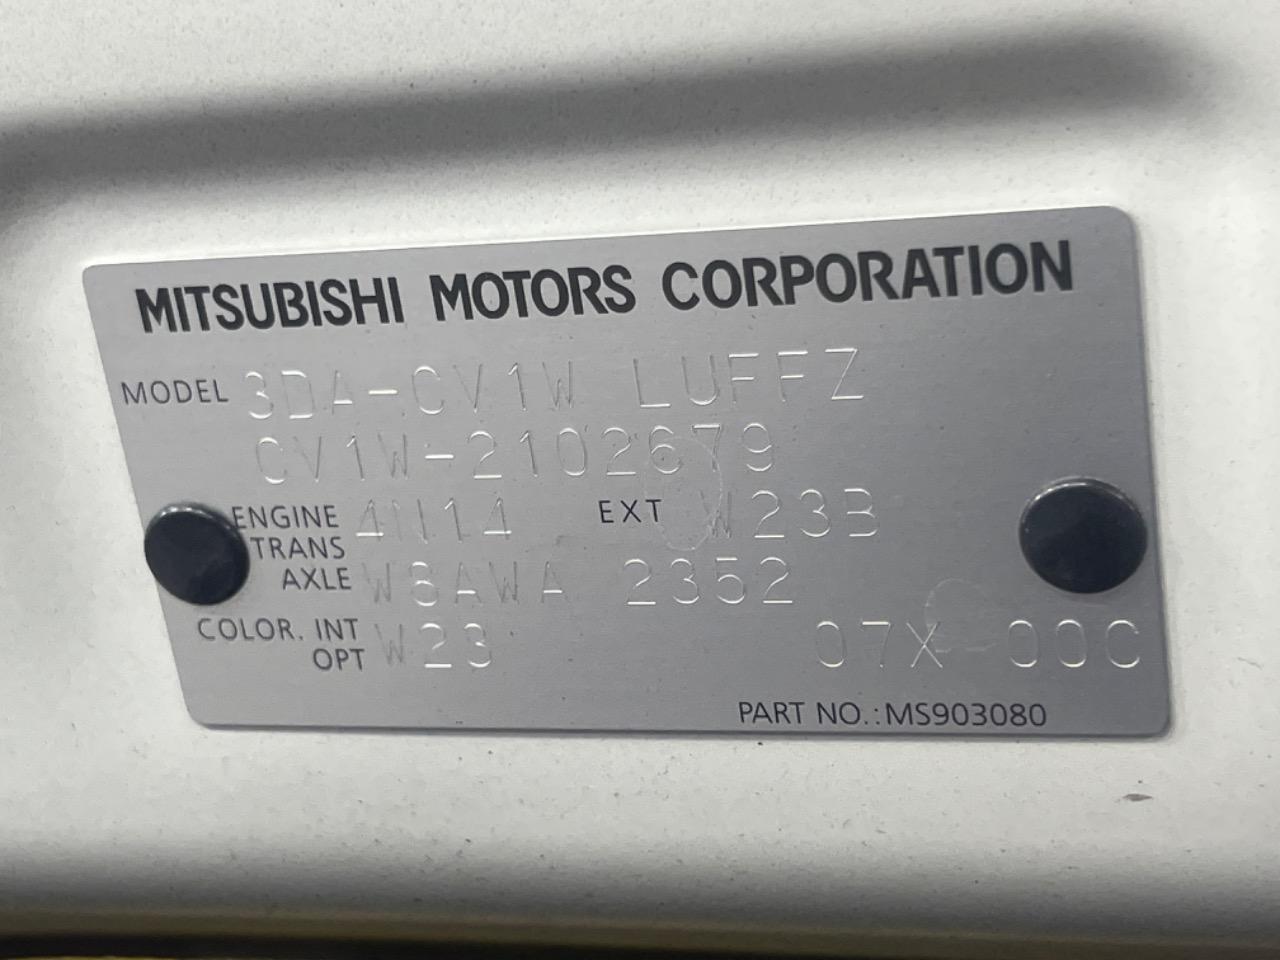 MITSUBISHI MOTORS CORPORATION
MODEL 3DA-CV1W LUFFZ
CV1W-2102679
ENGINE 4N14 EXT W23B
TRANS
AXLE W8AWA 2352
COLOR. INT W23 07X 00C
OPT
PART NO.:MS903080